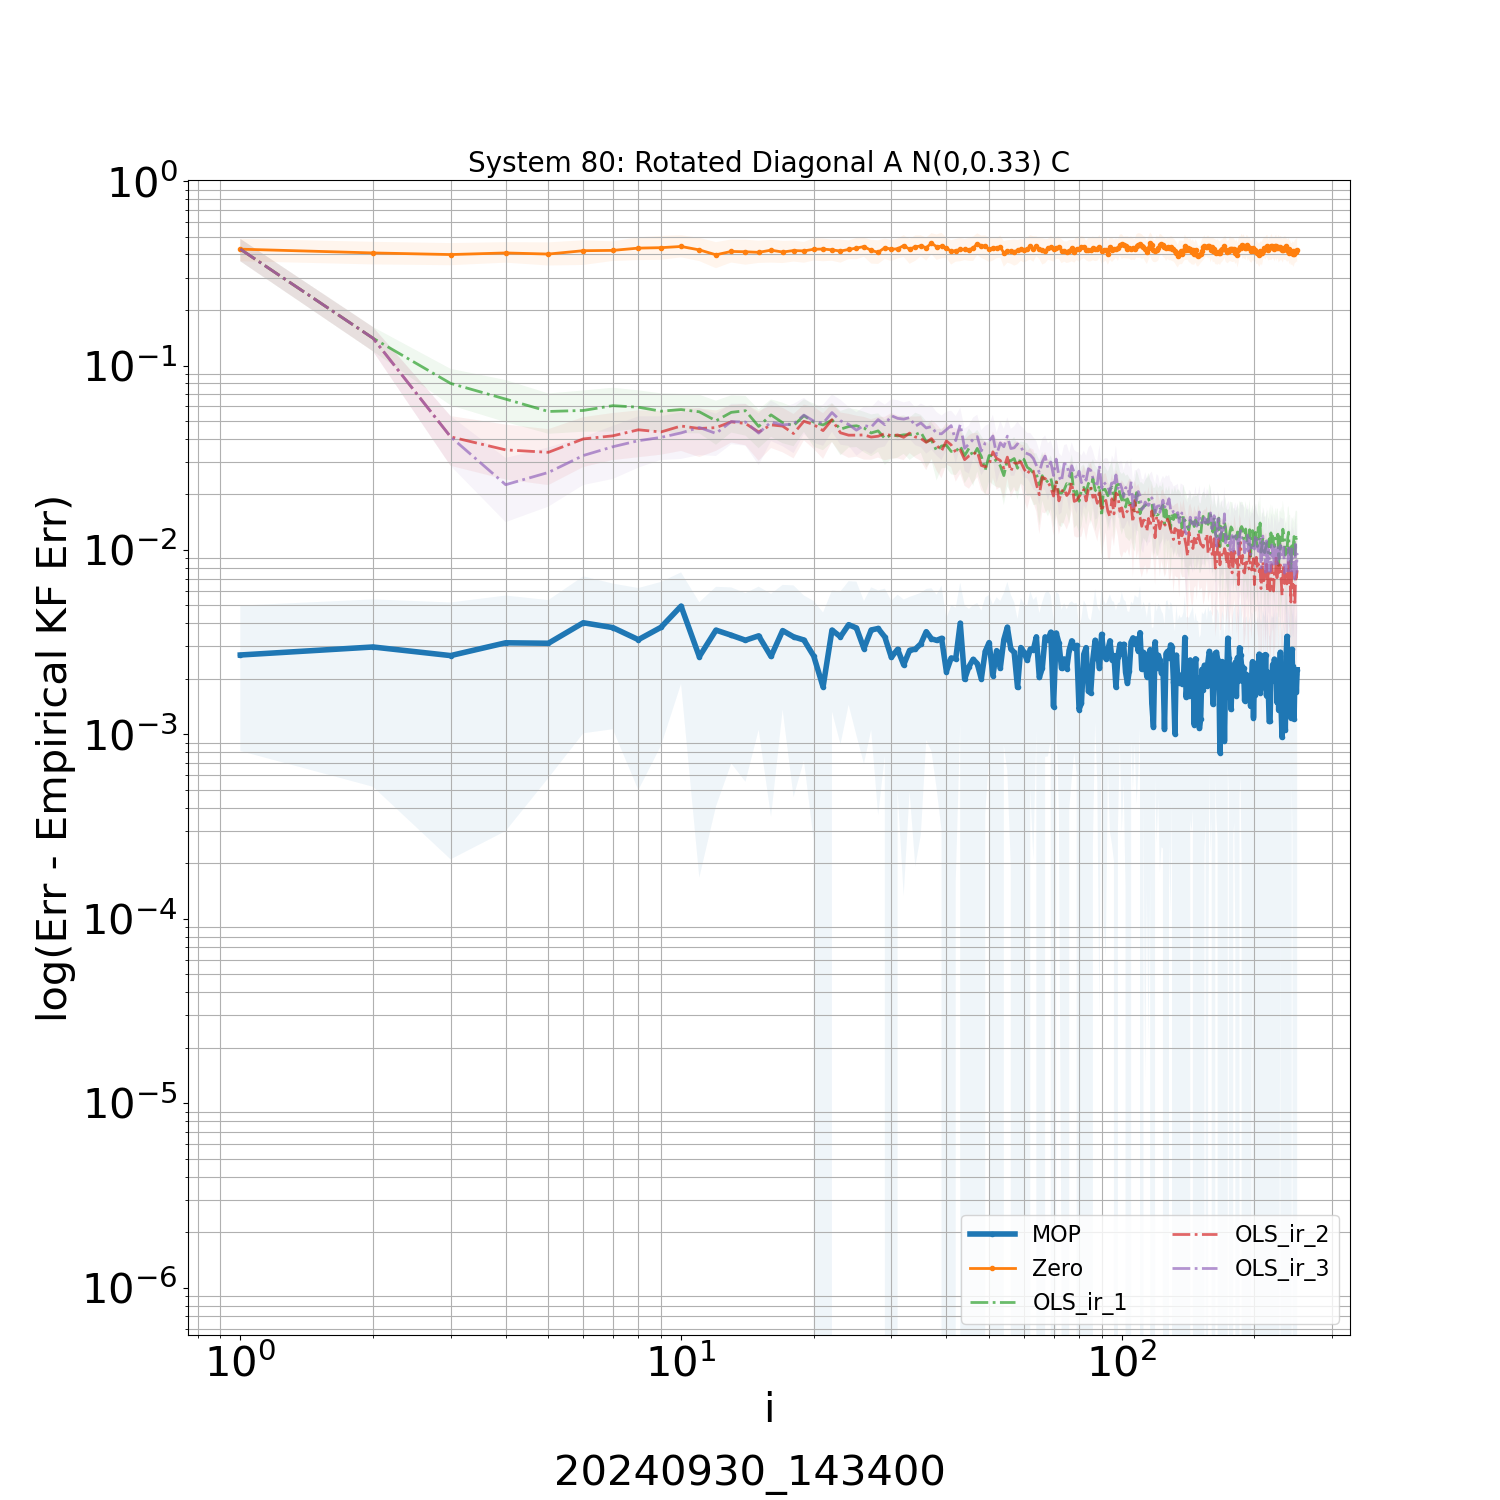 System 80: Rotated Diagonal A N(0,0.33) C
log(Err - Empirical KF Err)
10^0
10^-1
10^-2
10^-3
10^-4
10^-5
10^-6
MOP
Zero
OLS_ir_1
OLS_ir_2
OLS_ir_3
10^0 10^1 10^2
i
20240930_143400